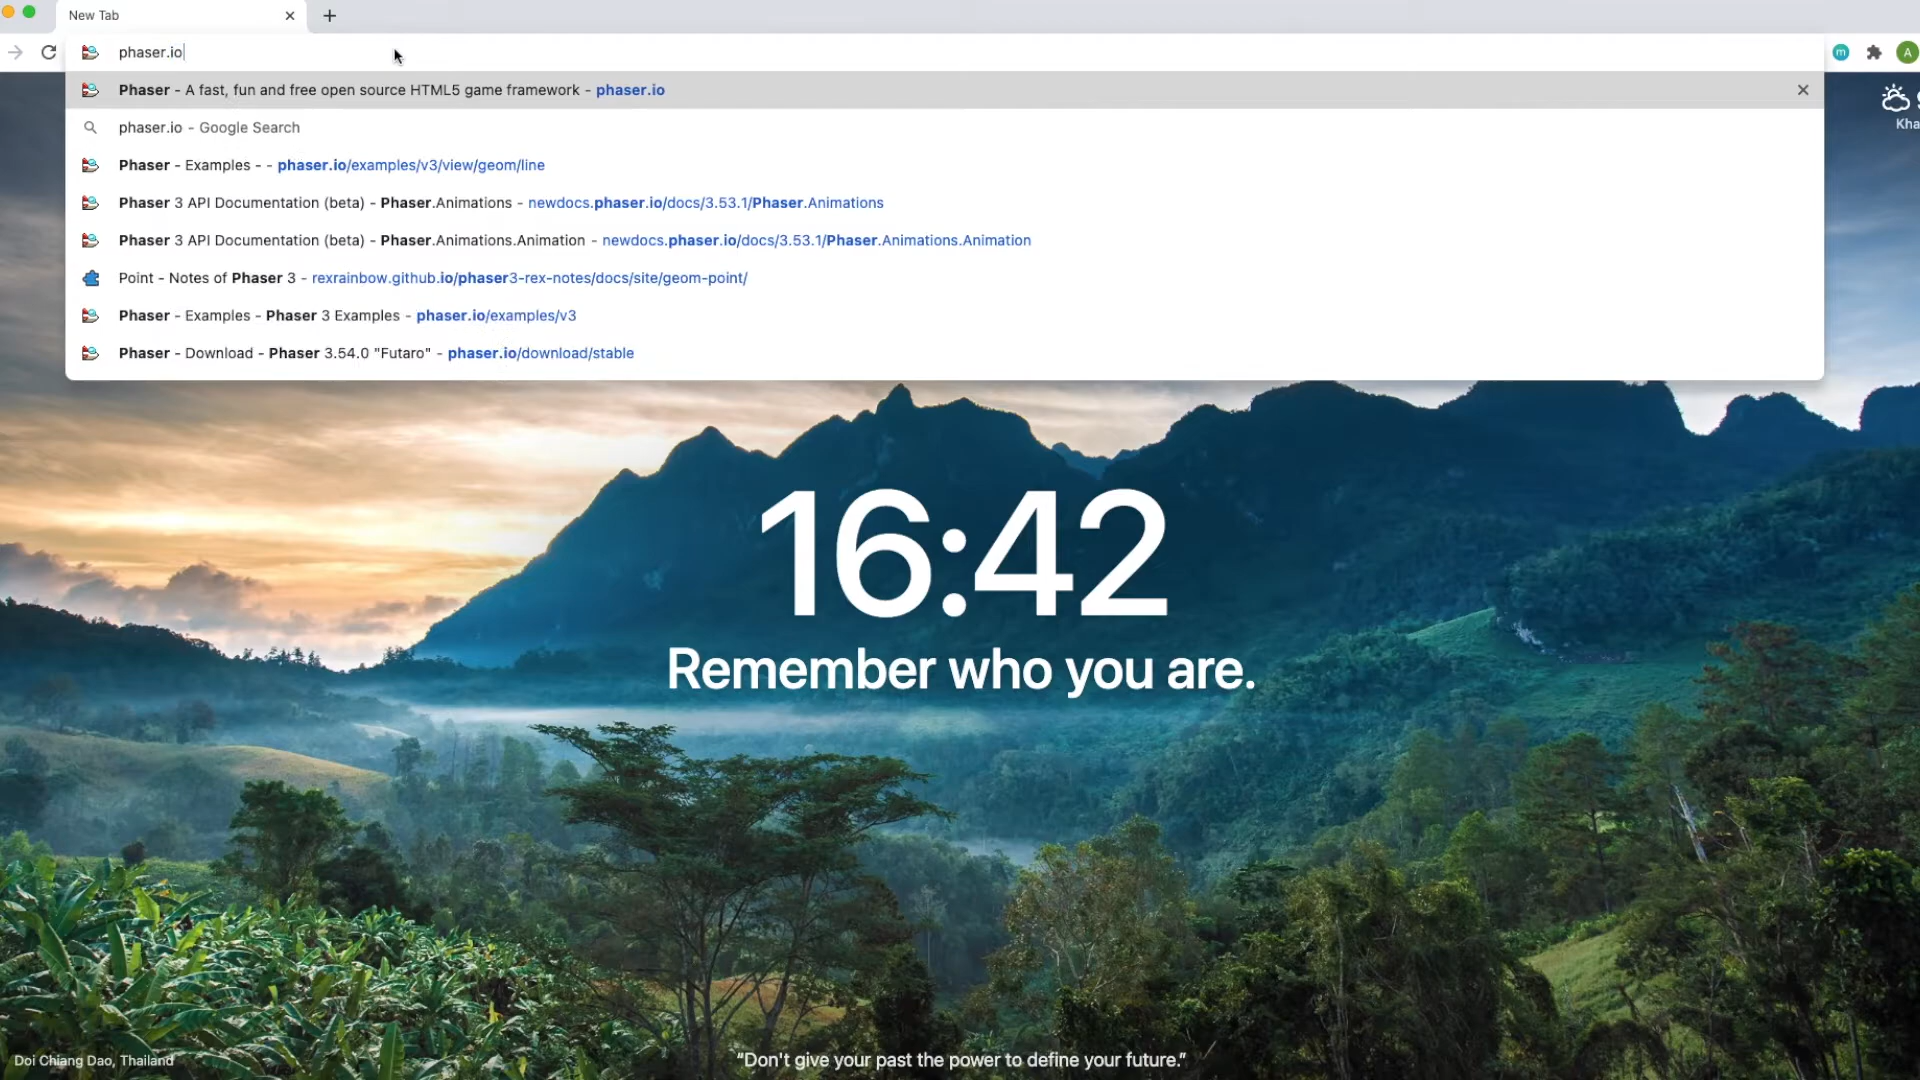 New Tab
phaser.io
m
A
Phaser - A fast, fun and free open source HTML5 game framework - phaser.io
phaser.io - Google Search
Phaser - Examples - - phaser.io/examples/v3/view/geom/line
Phaser 3 API Documentation (beta) - Phaser.Animations - newdocs.phaser.io/docs/3.53.1/Phaser.Animations
Phaser 3 API Documentation (beta) - Phaser.Animations.Animation - newdocs.phaser.io/docs/3.53.1/Phaser.Animations.Animation
Point - Notes of Phaser 3 - rexrainbow.github.io/phaser3-rex-notes/docs/site/geom-point/
Phaser - Examples - Phaser 3 Examples - phaser.io/examples/v3
Phaser - Download - Phaser 3.54.0 "Futaro" - phaser.io/download/stable
Kha
16:42
Remember who you are.
Doi Chiang Dao, Thailand
“Don't give your past the power to define your future.”